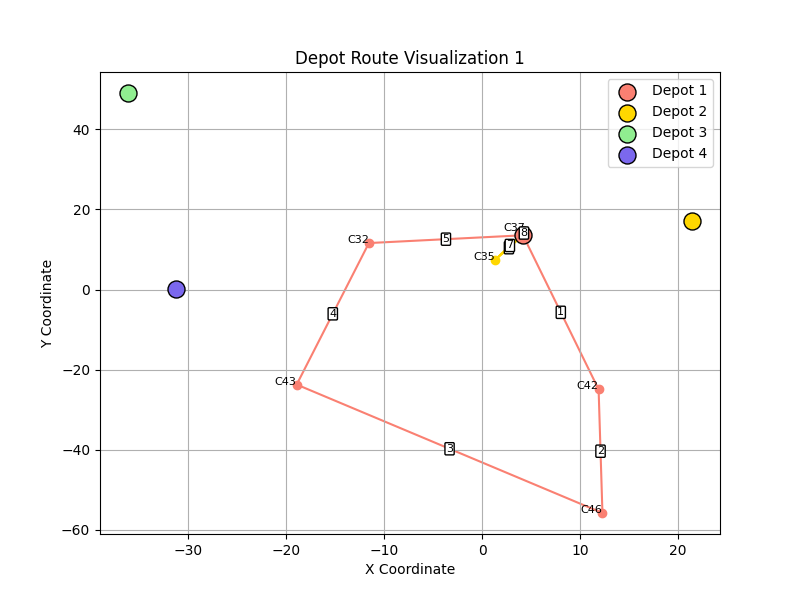 Depot Route Visualization 1
Depot 1
Depot 2
Depot 3
Depot 4
40
20
0
−20
−40
−60
Y Coordinate
C37
8
C32
5
7
C35
4
1
C43
C42
3
2
C46
−30
−20
−10
0
10
20
X Coordinate